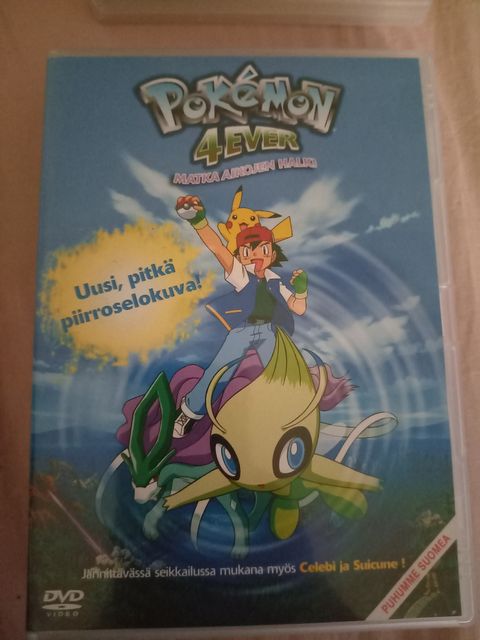 POKéMON
4EVER
MATKA AIKOJEN HALKI
Uusi, pitkä
piirroselokuva!
Jännittävässä seikkailussa mukana myös Celebi ja Suicune !
PUHUMME SUOMEA
DVD
VIDEO